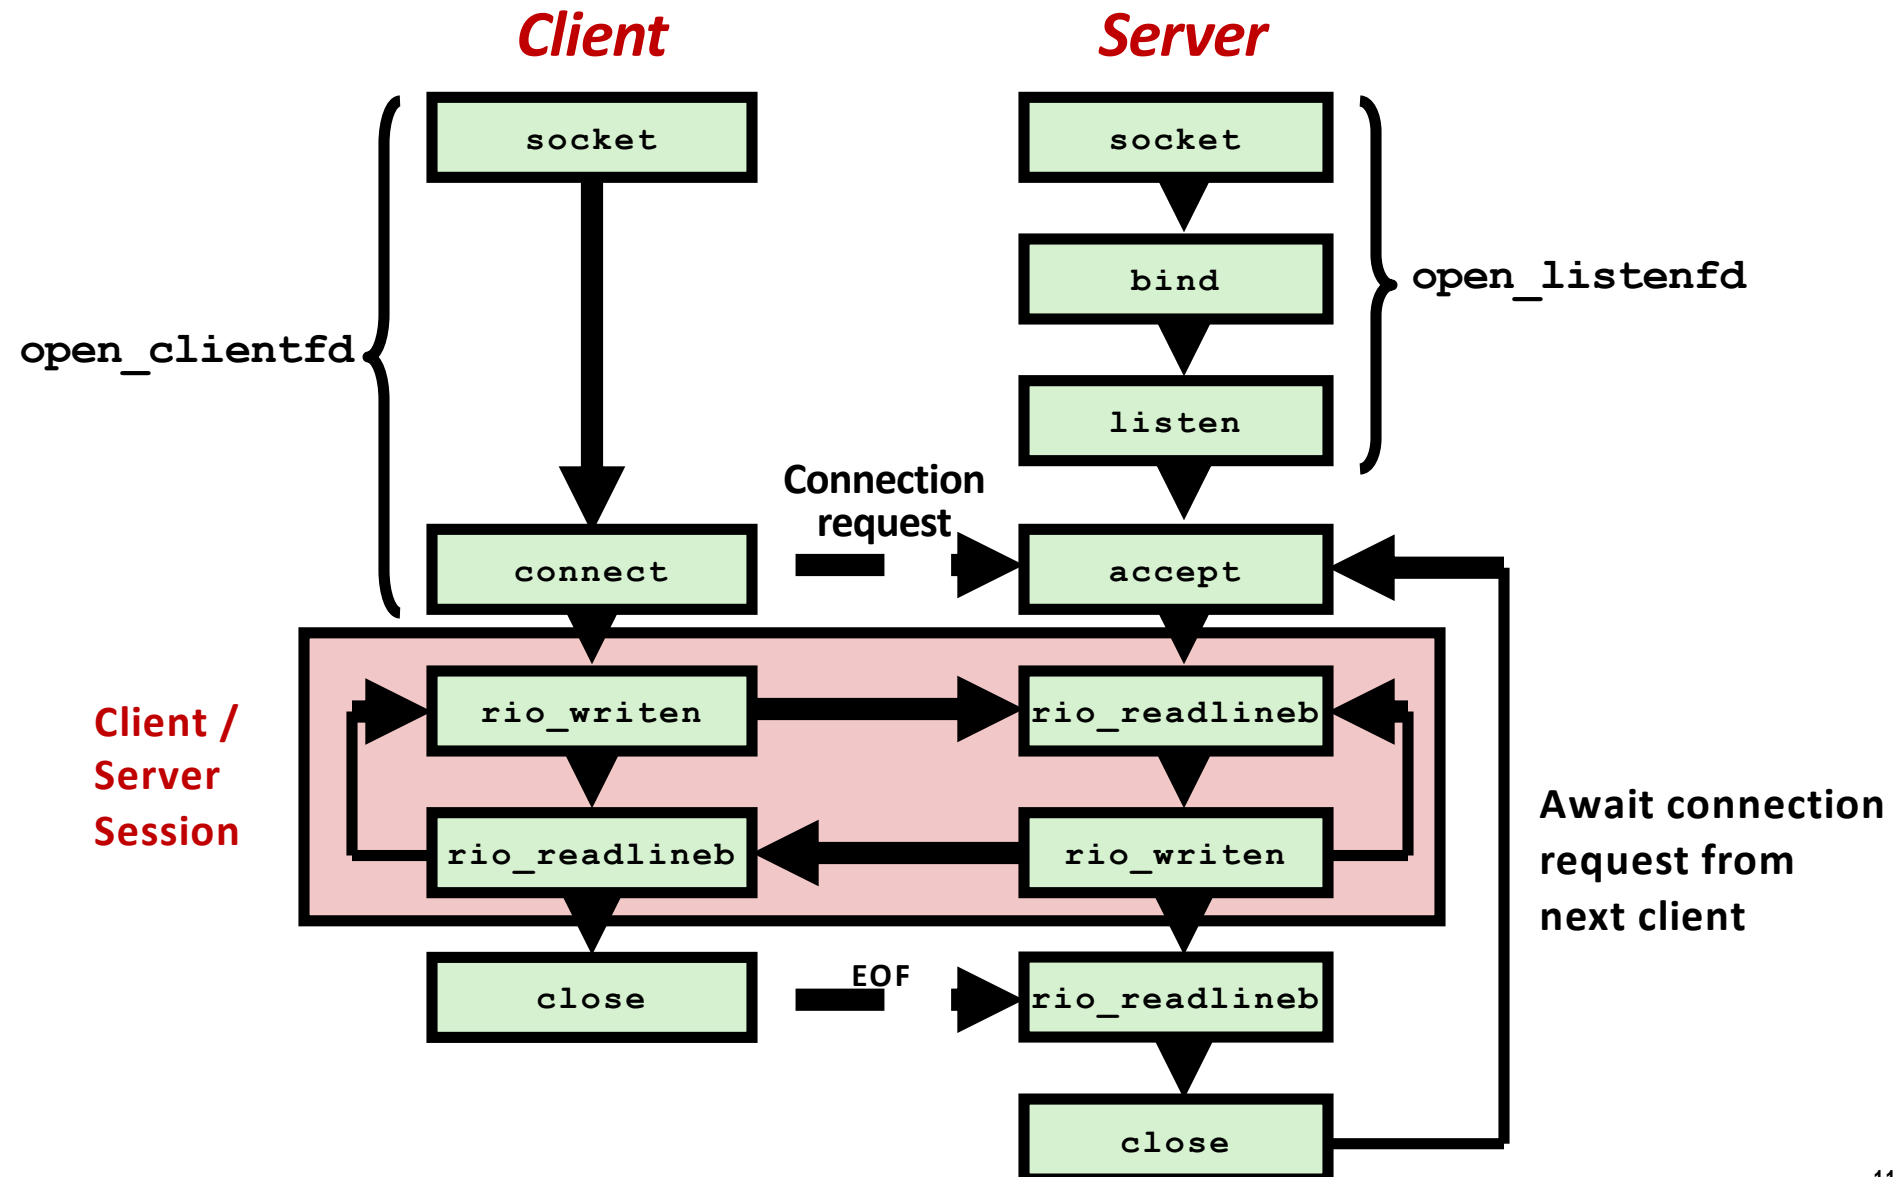 Client
Server
socket
socket
bind
open_listenfd
open_clientfd
listen
Connection
request
connect
accept
Client /
Server
Session
rio_writen
rio_readlineb
rio_readlineb
rio_writen
Await connection
request from
next client
close
EOF
rio_readlineb
close